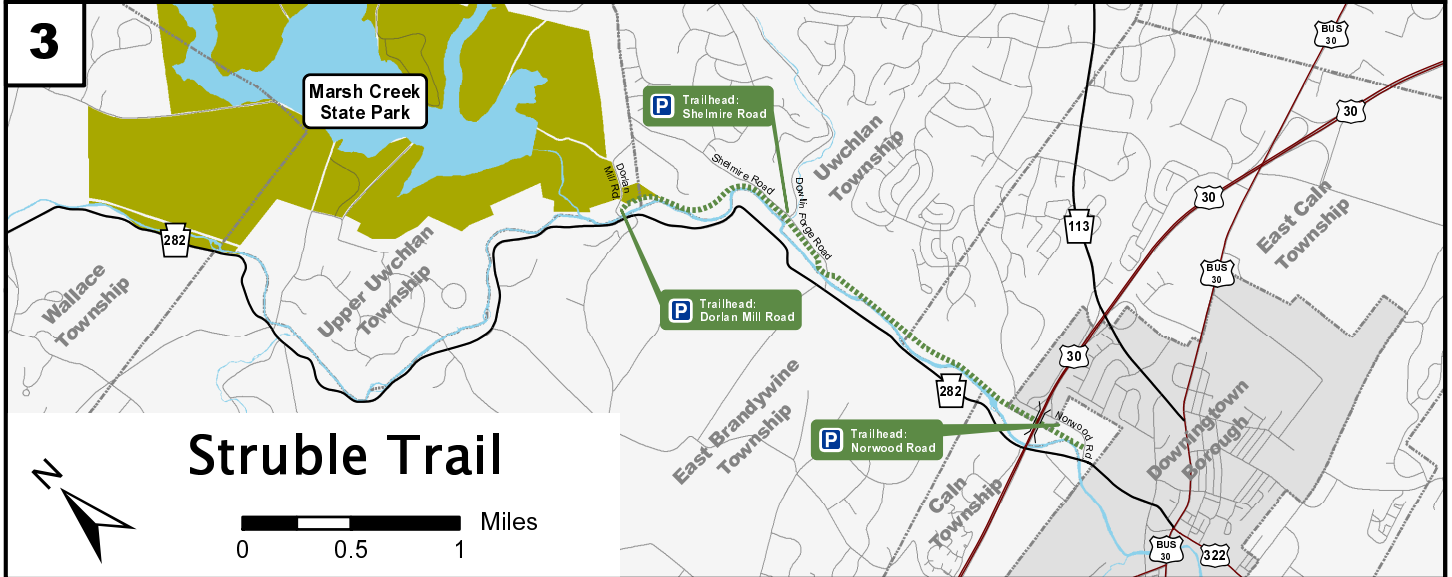 3
Marsh Creek
State Park
P
Trailhead:
Shelmire Road
BUS
30
30
Uwchlan
Township
Shelmire Road
Dorlan
Mill Rd.
Dowlin Forge Road
30
113
East Caln
Township
282
Wallace
Township
Upper Uwchlan
Township
BUS
30
P
Trailhead:
Dorlan Mill Road
30
282
East Brandywine
Township
P
Trailhead:
Norwood Road
Norwood Rd.
Downingtown
Borough
Caln
Township
Struble Trail
N
Miles
0
0.5
1
BUS
30
322